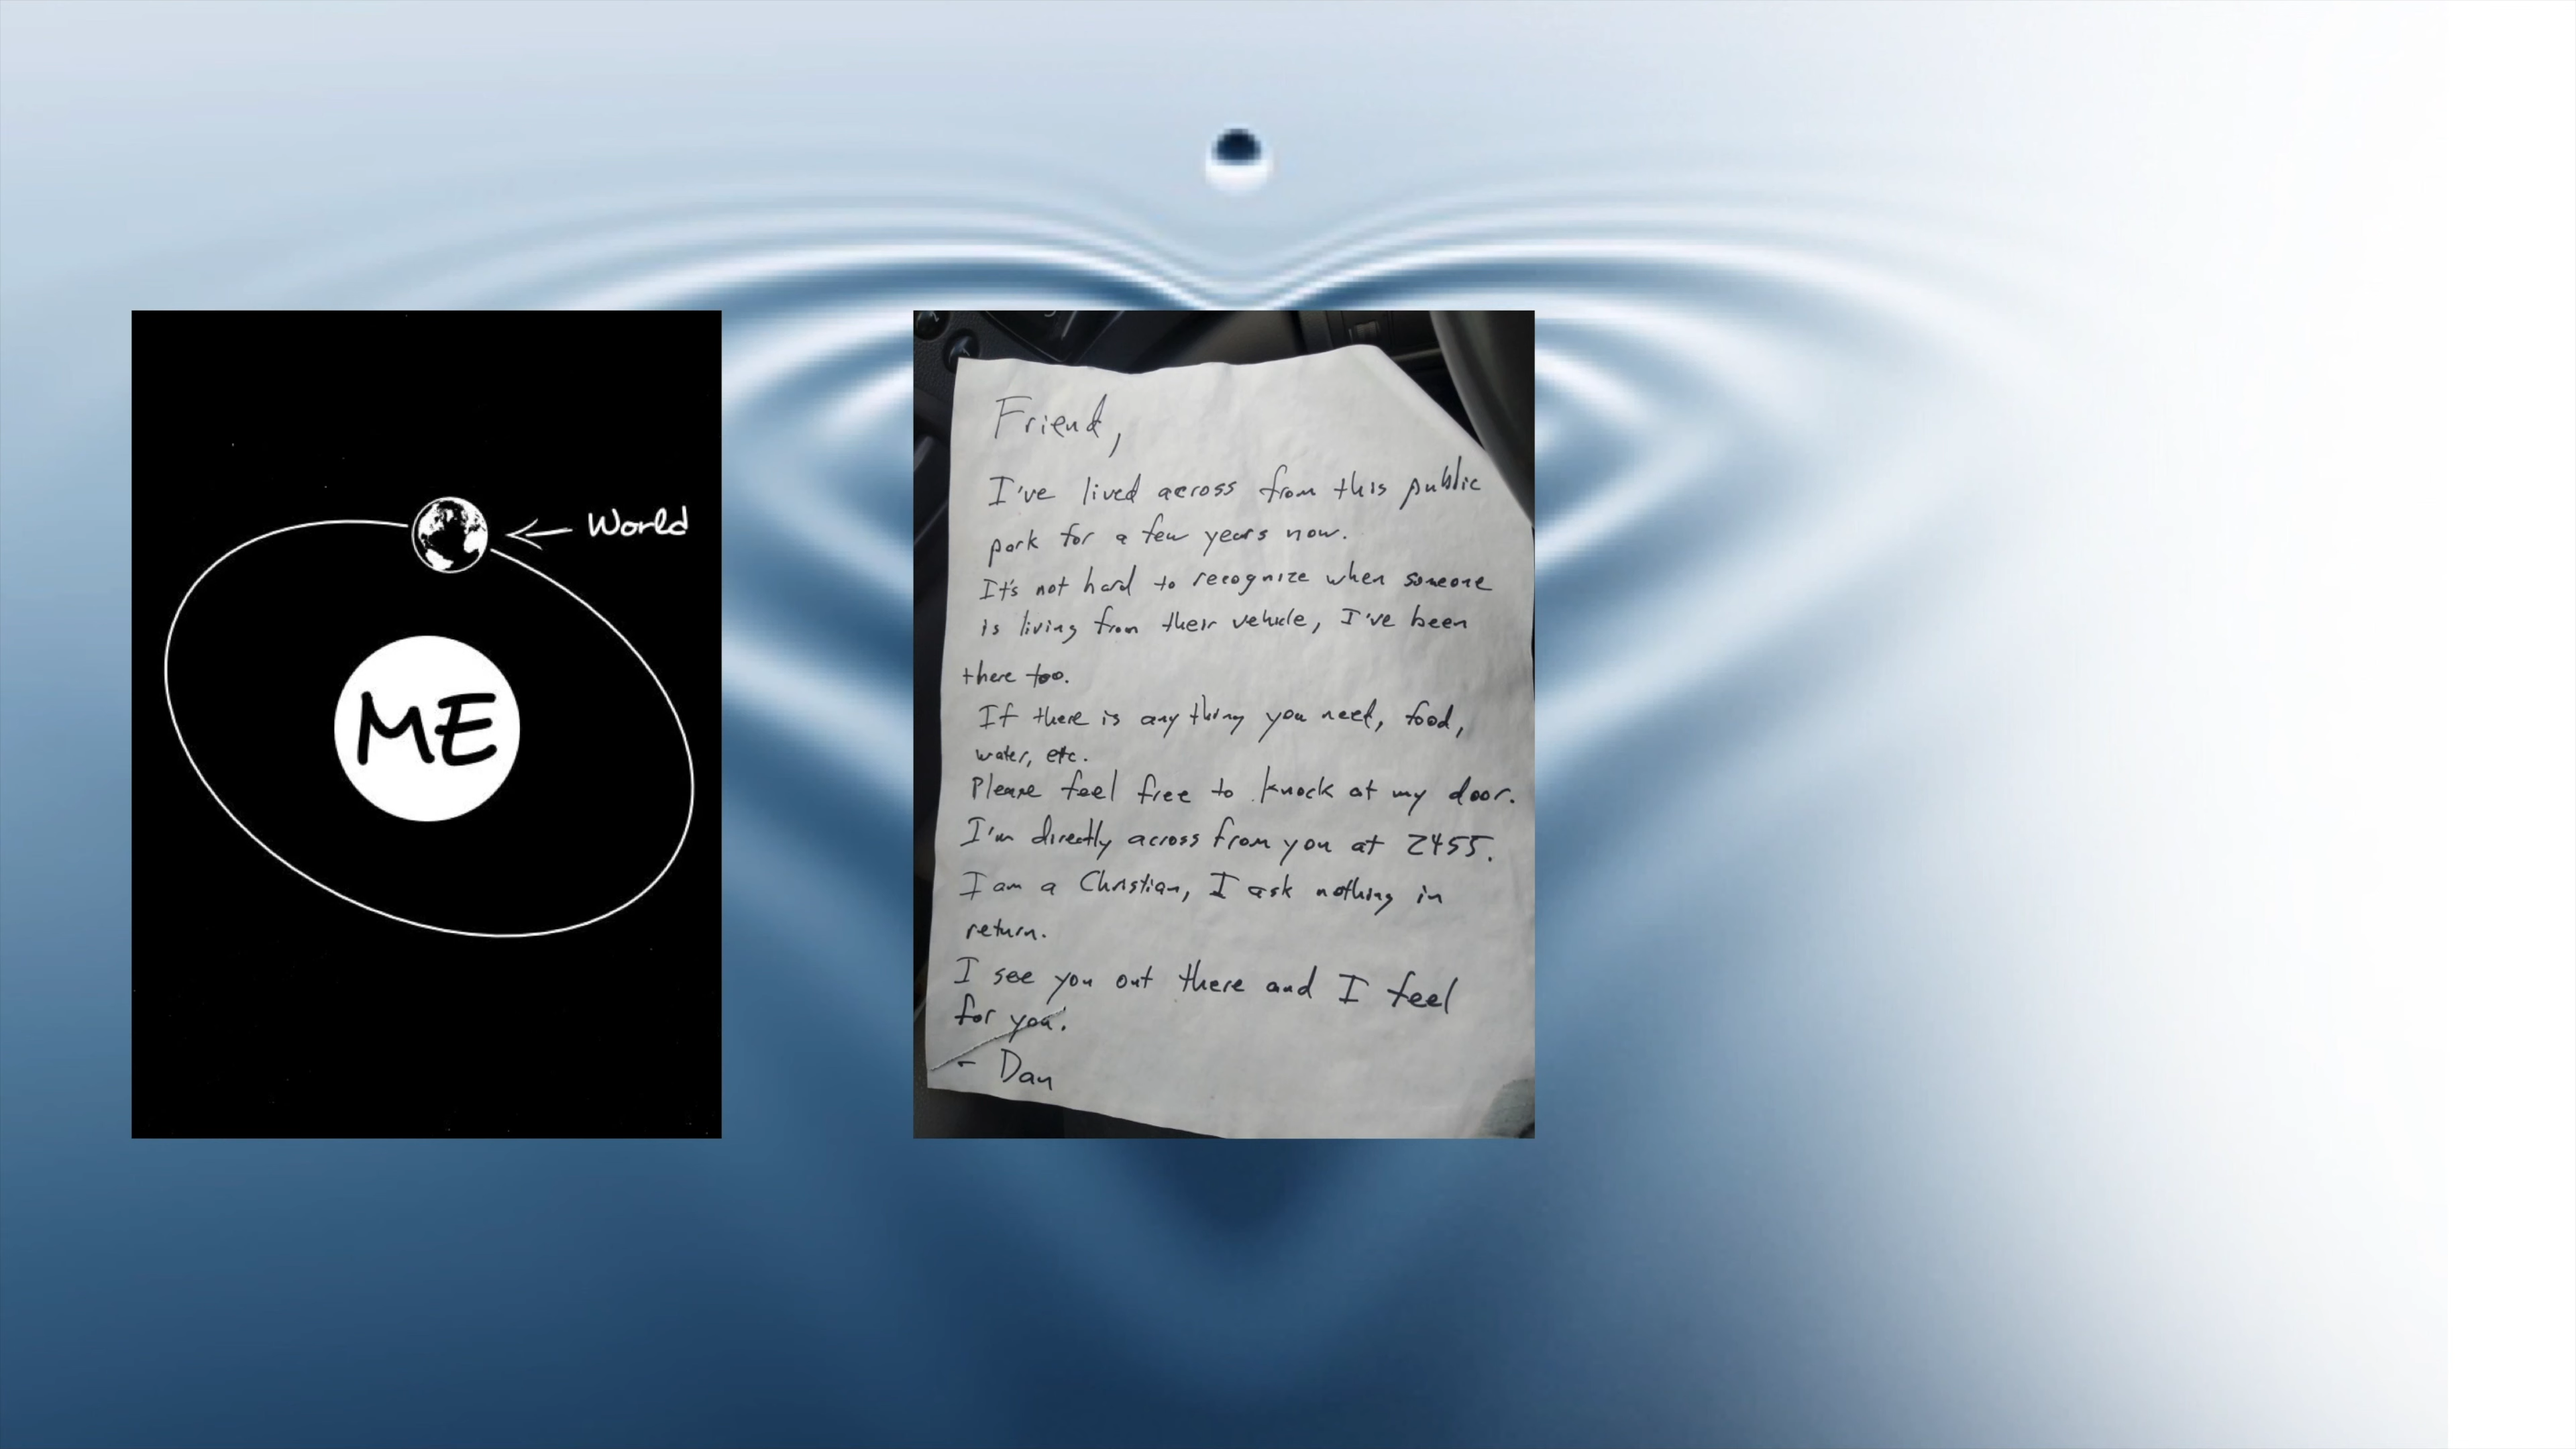 World
ME
Friend,
I've lived across from this public
park for a few years now.
It's not hard to recognize when someone
is living from their vehicle, I've been
there too.
If there is any thing you need, food,
water, etc.
Please feel free to knock at my door.
I'm directly across from you at 2455.
I am a Christian, I ask nothing in
return.
I see you out there and I feel
for you.
- Dan